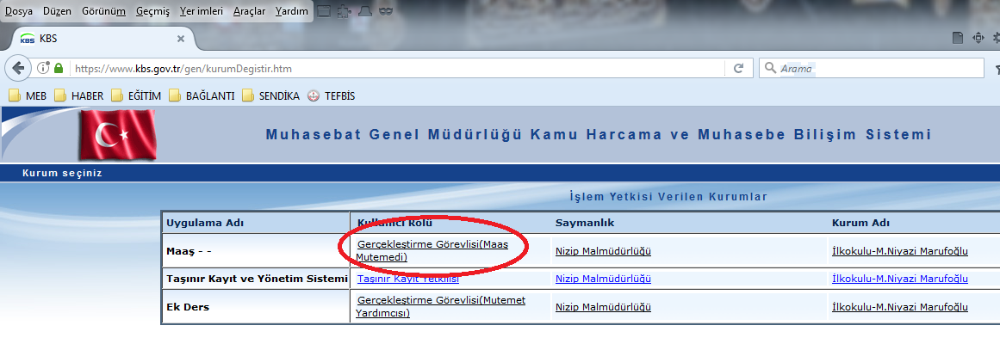 Dosya Düzen Görünüm Geçmiş Yer imleri Araçlar Yardım
KBS KBS
https://www.kbs.gov.tr/gen/kurumDegistir.htm Arama
MEB HABER EĞİTİM BAĞLANTI SENDİKA TEFBİS
Muhasebat Genel Müdürlüğü Kamu Harcama ve Muhasebe Bilişim Sistemi
Kurum seçiniz
İşlem Yetkisi Verilen Kurumlar
Uygulama Adı Kullanıcı Rolü Saymanlık Kurum Adı
Maaş - - Gerçekleştirme Görevlisi(Maaş Mutemedi) Nizip Malmüdürlüğü İlkokulu-M.Niyazi Marufoğlu
Taşınır Kayıt ve Yönetim Sistemi Taşınır Kayıt Yetkilisi Nizip Malmüdürlüğü İlkokulu-M.Niyazi Marufoğlu
Ek Ders Gerçekleştirme Görevlisi(Mutemet Yardımcısı) Nizip Malmüdürlüğü İlkokulu-M.Niyazi Marufoğlu